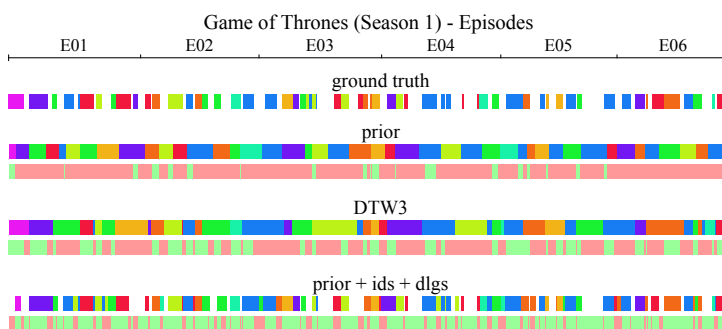 Game of Thrones (Season 1) - Episodes
E01 E02 E03 E04 E05 E06
ground truth
prior
DTW3
prior + ids + dlgs